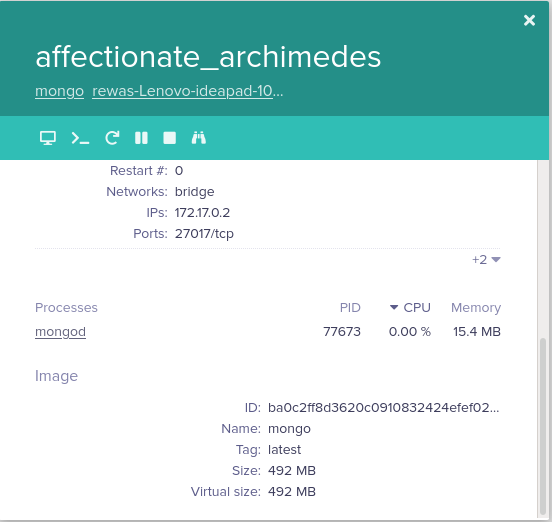 affectionate_archimedes
mongo rewas-Lenovo-ideapad-10...
Restart #: 0
Networks: bridge
IPs: 172.17.0.2
Ports: 27017/tcp
+2
Processes PID CPU Memory
mongod 77673 0.00 % 15.4 MB
Image
ID: ba0c2ff8d3620c0910832424efef02...
Name: mongo
Tag: latest
Size: 492 MB
Virtual size: 492 MB